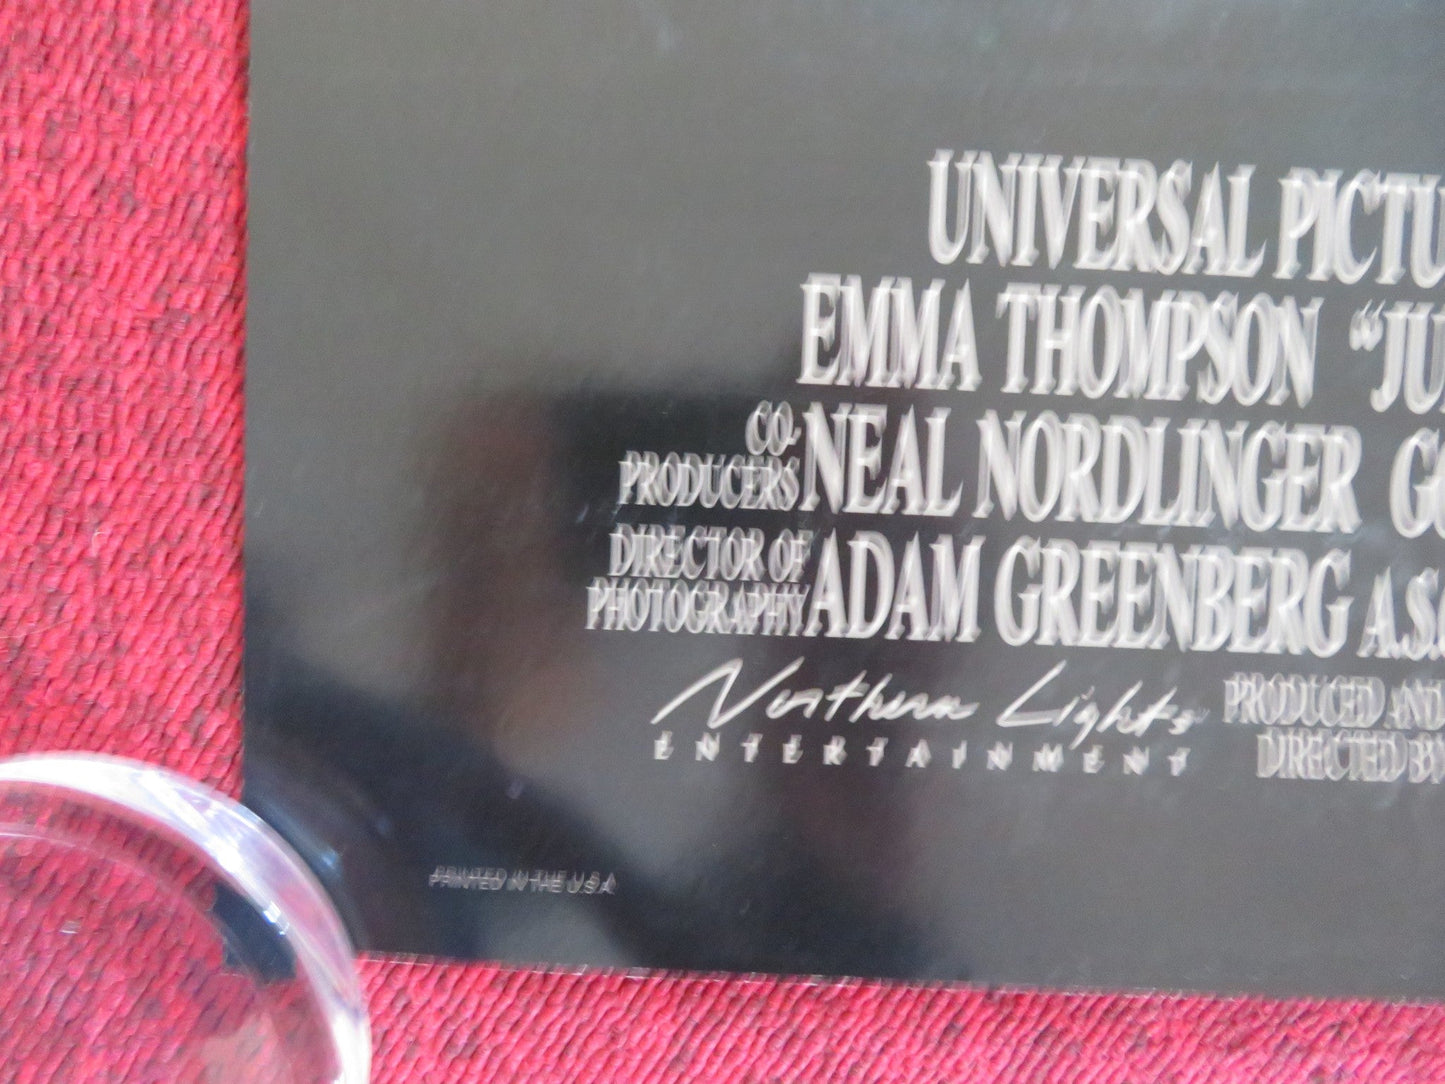 UNIVERSAL PICTU
EMMA THOMPSON "JU
CO-
PRODUCERS NEAL NORDLINGER GO
DIRECTOR OF
PHOTOGRAPHY ADAM GREENBERG A.S.
Northern Lights
ENTERTAINMENT
PRODUCED AND
DIRECTED BY
PRINTED IN THE U.S.A.